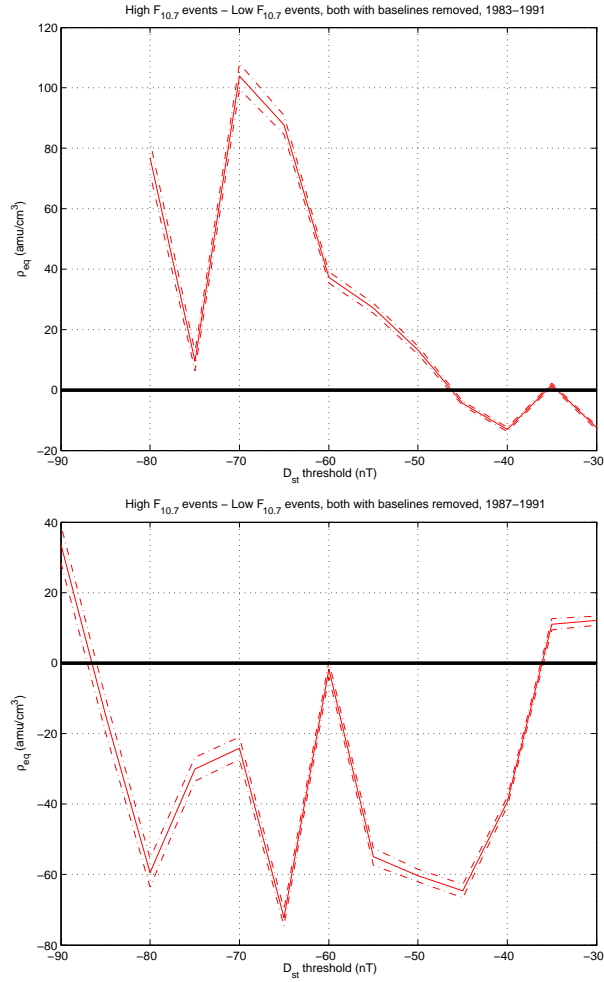 High F10.7 events − Low F10.7 events, both with baselines removed, 1983−1991
120
100
80
60
40
20
0
−20
ρeq (amu/cm3)
−90 −80 −70 −60 −50 −40 −30
Dst threshold (nT)
High F10.7 events − Low F10.7 events, both with baselines removed, 1987−1991
40
20
0
−20
−40
−60
−80
ρeq (amu/cm3)
−90 −80 −70 −60 −50 −40 −30
Dst threshold (nT)